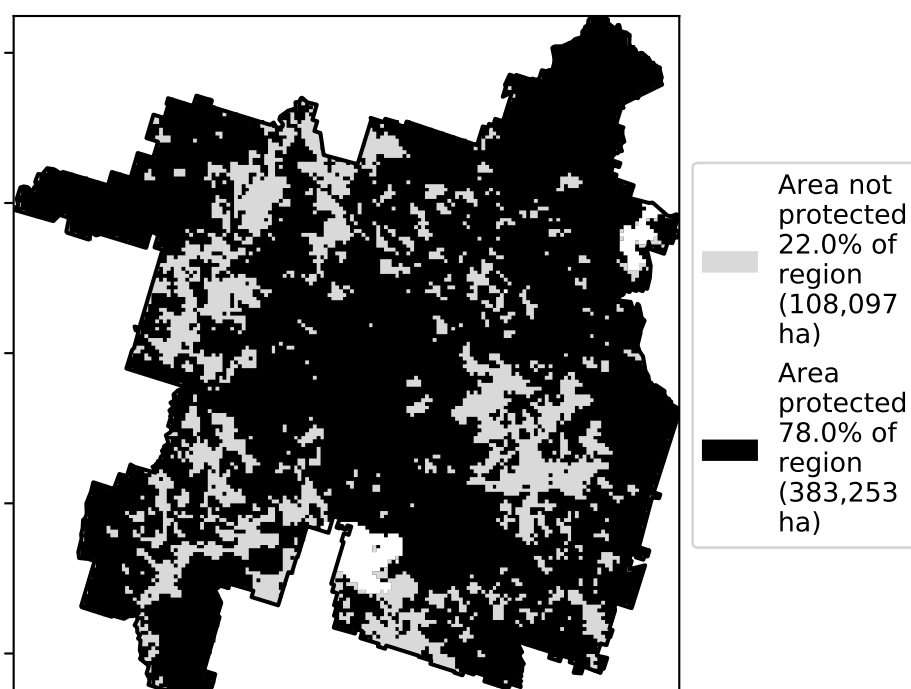 Area not
protected
22.0% of
region
(108,097
ha)
Area
protected
78.0% of
region
(383,253
ha)